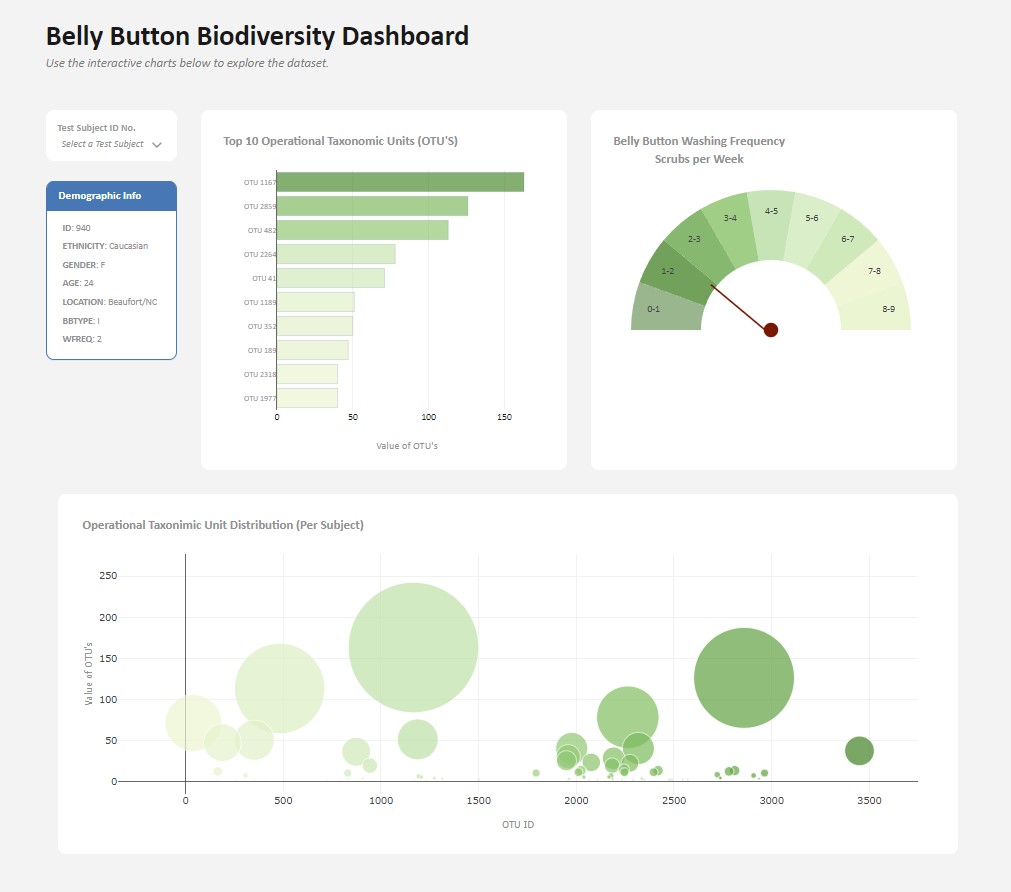 Belly Button Biodiversity Dashboard
Use the interactive charts below to explore the dataset.
Test Subject ID No.
Select a Test Subject
Demographic Info
ID: 940
ETHNICITY: Caucasian
GENDER: F
AGE: 24
LOCATION: Beaufort/NC
BBTYPE: I
WFREQ: 2
Top 10 Operational Taxonomic Units (OTU'S)
OTU 1167
OTU 2859
OTU 482
OTU 2264
OTU 41
OTU 1189
OTU 352
OTU 189
OTU 2318
OTU 1977
0 50 100 150
Value of OTU's
Belly Button Washing Frequency
Scrubs per Week
0-1
1-2
2-3
3-4
4-5
5-6
6-7
7-8
8-9
Operational Taxonimic Unit Distribution (Per Subject)
Value of OTU's
250
200
150
100
50
0
0 500 1000 1500 2000 2500 3000 3500
OTU ID